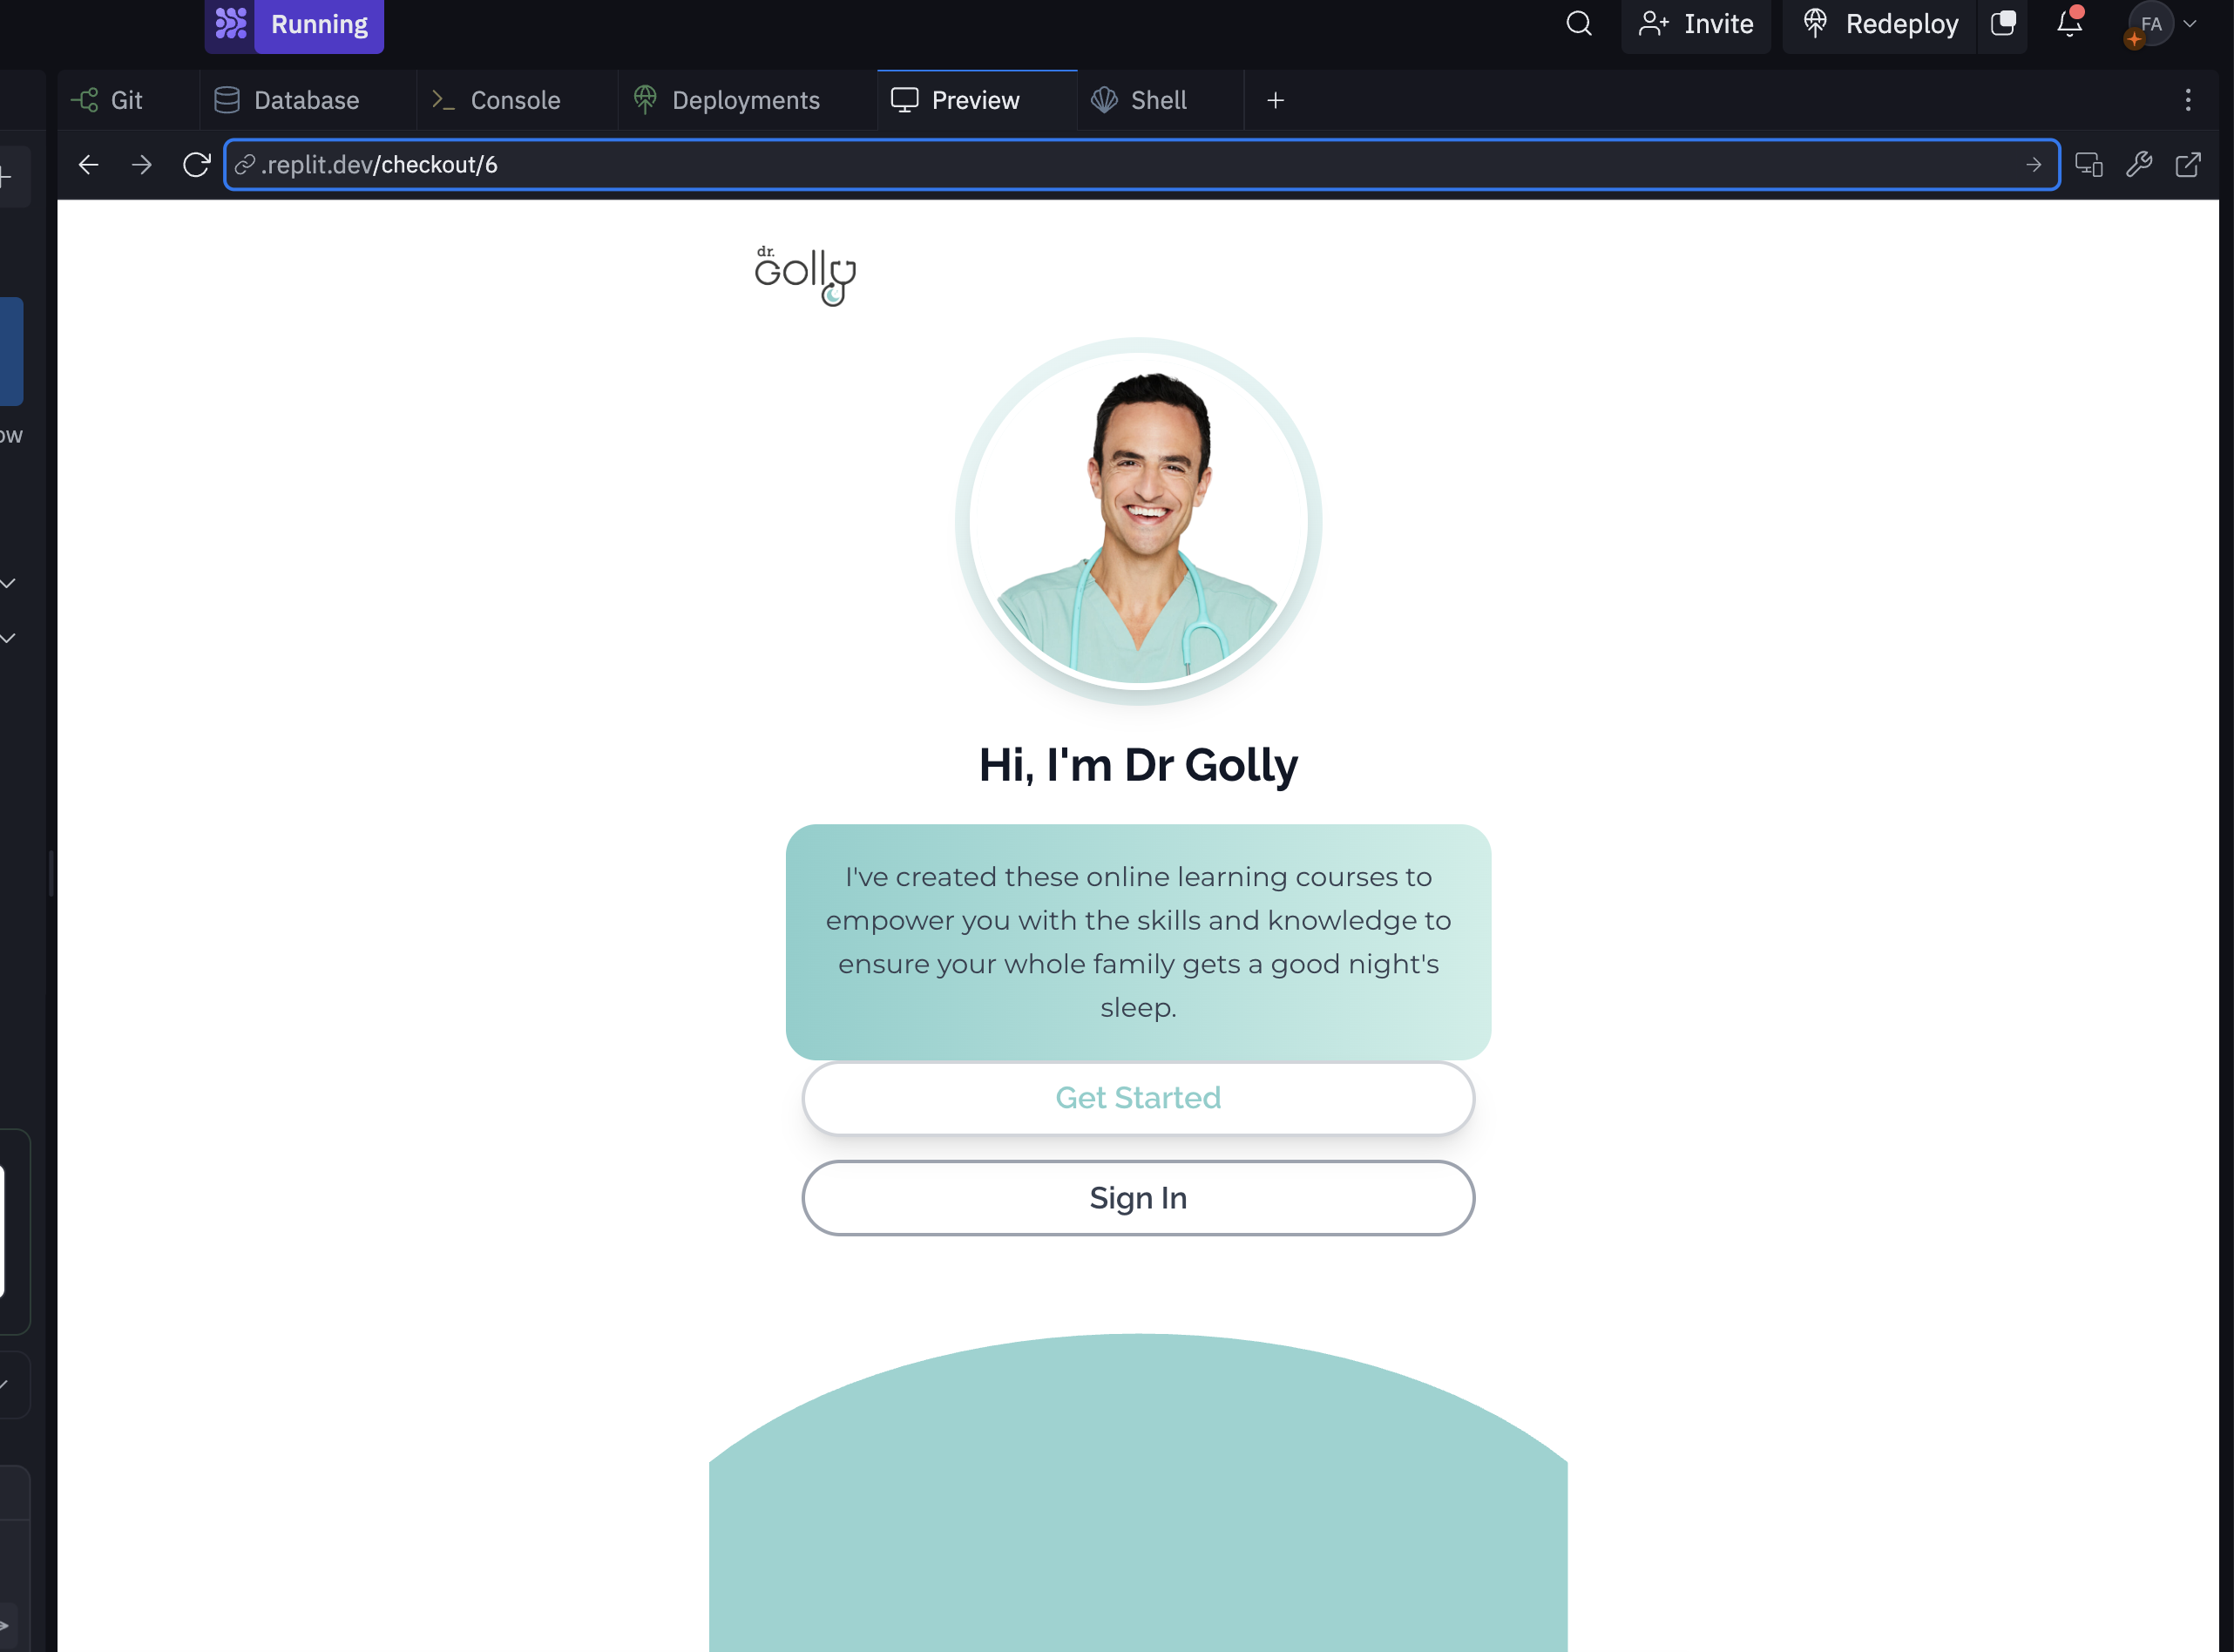 Running
Invite
Redeploy
FA
Git
Database
Console
Deployments
Preview
Shell
.replit.dev/checkout/6
dr.
Golly
ow
Hi, I'm Dr Golly
I've created these online learning courses to
empower you with the skills and knowledge to
ensure your whole family gets a good night's
sleep.
Get Started
Sign In